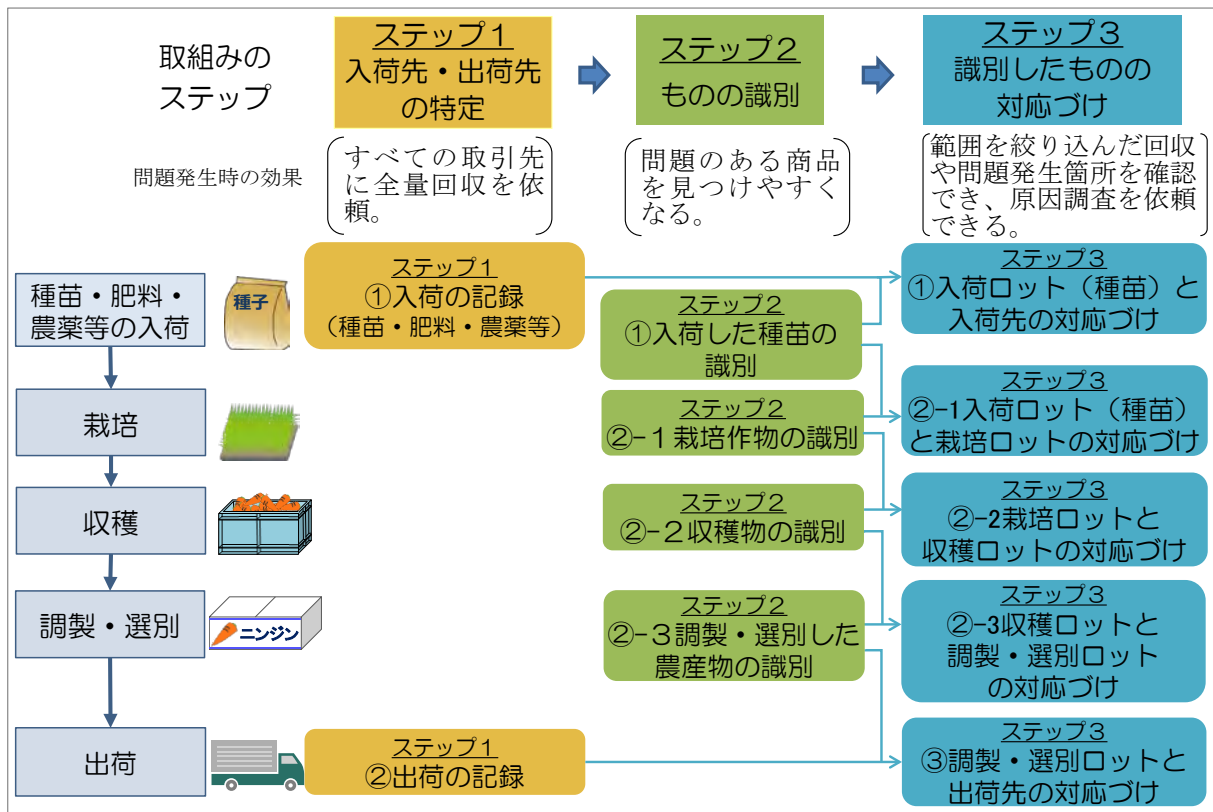 取組みの
ステップ
ステップ１
入荷先・出荷先
の特定
ステップ２
ものの識別
ステップ３
識別したものの
対応づけ
問題発生時の効果
すべての取引先
に全量回収を依
頼。
問題のある商品
を見つけやすく
なる。
範囲を絞り込んだ回収
や問題発生箇所を確認
でき、原因調査を依頼
できる。
種苗・肥料・
農薬等の入荷
種子
ステップ１
①入荷の記録
（種苗・肥料・農薬等）
ステップ２
①入荷した種苗の
識別
ステップ３
①入荷ロット（種苗）と
入荷先の対応づけ
栽培
ステップ２
②-１栽培作物の識別
ステップ３
②-1入荷ロット（種苗）
と栽培ロットの対応づけ
収穫
ステップ２
②-２収穫物の識別
ステップ３
②-2栽培ロットと
収穫ロットの対応づけ
調製・選別
ニンジン
ステップ２
②-３調製・選別した
農産物の識別
ステップ３
②-3収穫ロットと
調製・選別ロット
の対応づけ
出荷
ステップ１
②出荷の記録
ステップ３
③調製・選別ロットと
出荷先の対応づけ